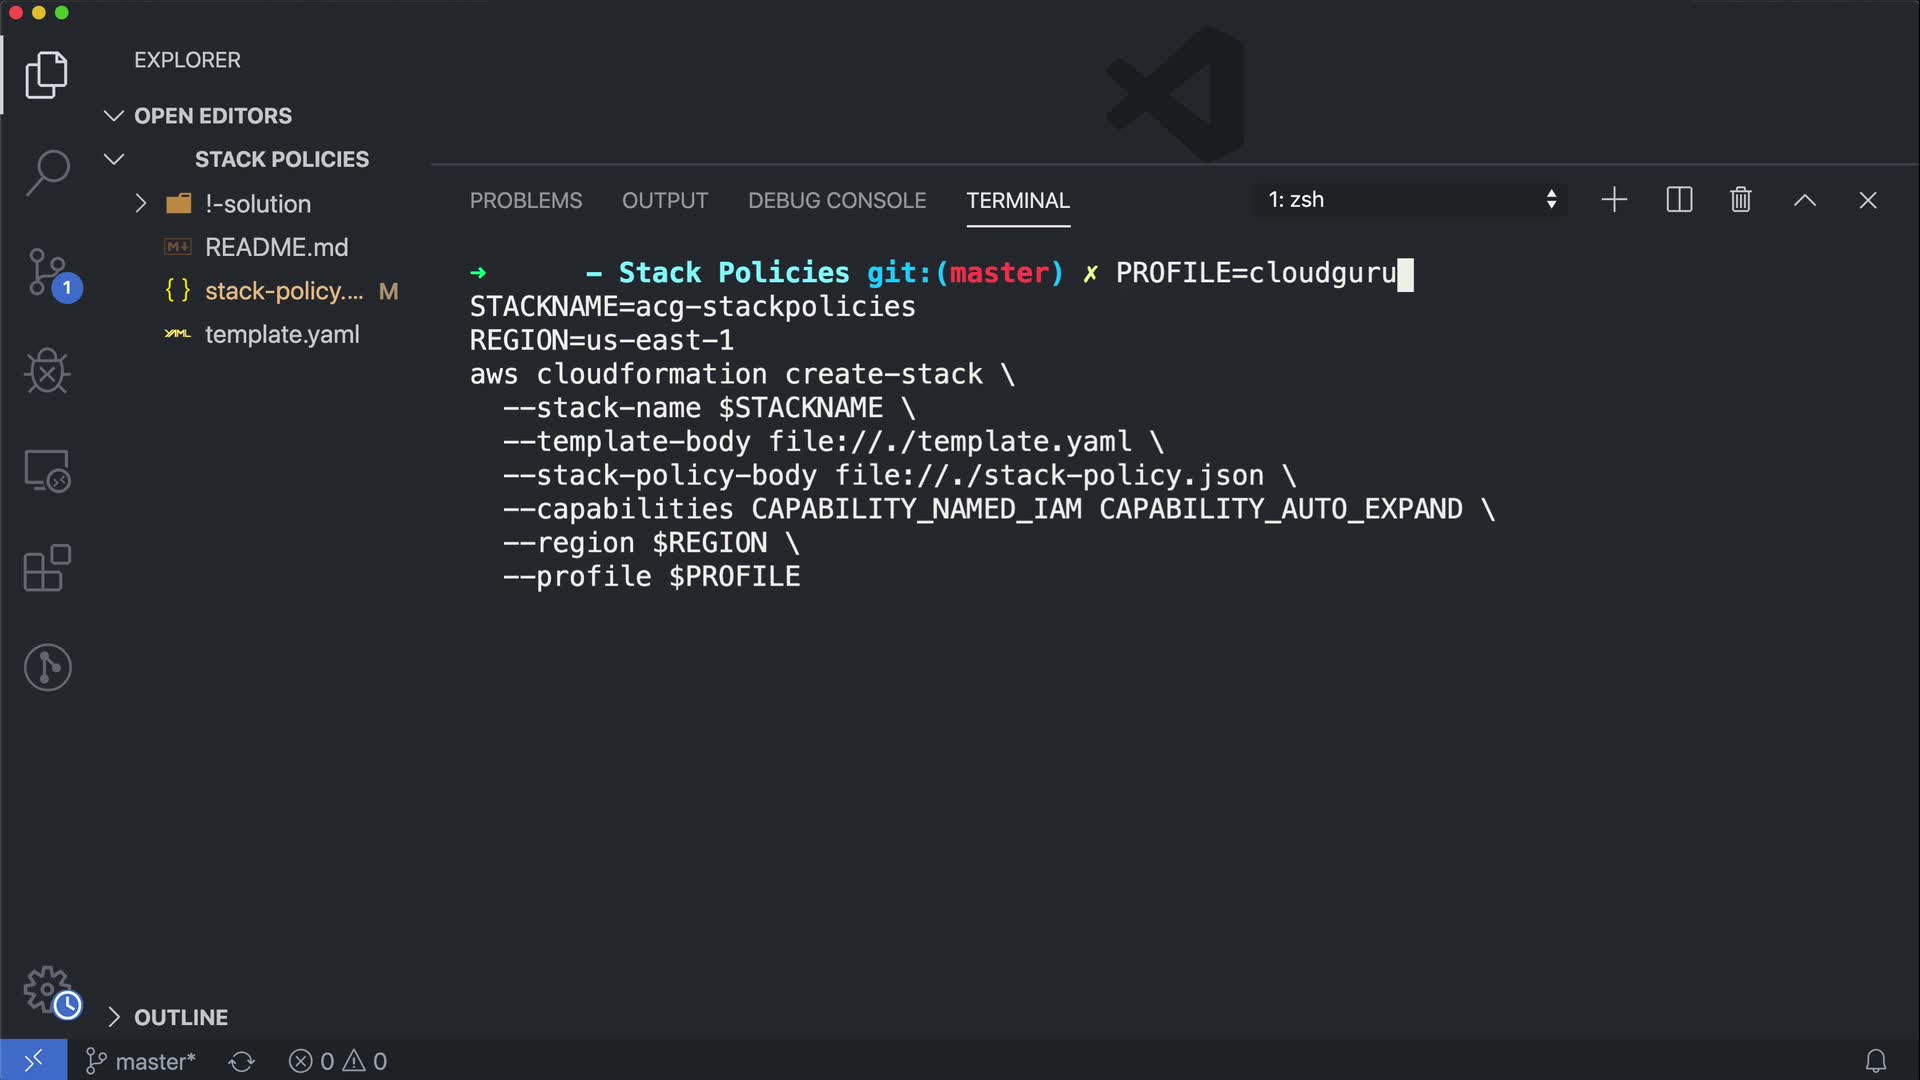 EXPLORER
OPEN EDITORS
STACK POLICIES
!-solution
README.md
stack-policy.... M
template.yaml
OUTLINE
1
PROBLEMS OUTPUT DEBUG CONSOLE TERMINAL 1: zsh
→ – Stack Policies git:(master) ✗ PROFILE=cloudguru
STACKNAME=acg-stackpolicies
REGION=us-east-1
aws cloudformation create-stack \
--stack-name $STACKNAME \
--template-body file://./template.yaml \
--stack-policy-body file://./stack-policy.json \
--capabilities CAPABILITY_NAMED_IAM CAPABILITY_AUTO_EXPAND \
--region $REGION \
--profile $PROFILE
master* 0 0